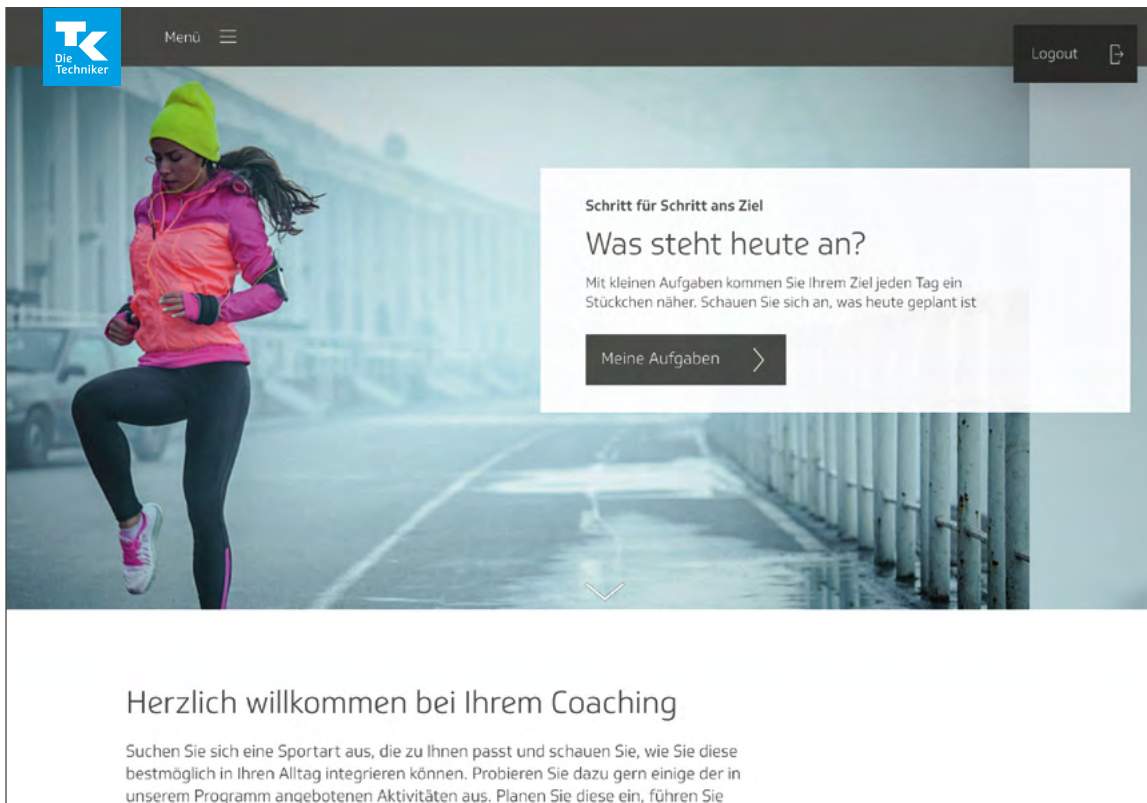 TK
Die
Techniker
Menü
Logout
Schritt für Schritt ans Ziel
Was steht heute an?
Mit kleinen Aufgaben kommen Sie Ihrem Ziel jeden Tag ein
Stückchen näher. Schauen Sie sich an, was heute geplant ist
Meine Aufgaben
Herzlich willkommen bei Ihrem Coaching
Suchen Sie sich eine Sportart aus, die zu Ihnen passt und schauen Sie, wie Sie diese
bestmöglich in Ihren Alltag integrieren können. Probieren Sie dazu gern einige der in
unserem Programm angebotenen Aktivitäten aus. Planen Sie diese ein, führen Sie